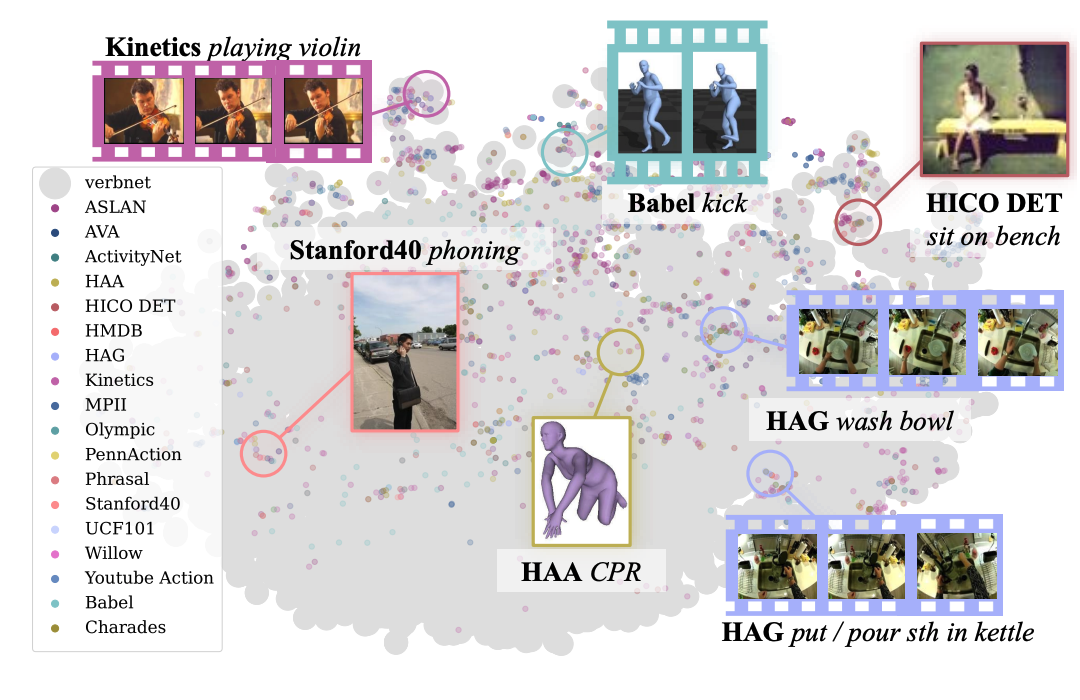 Kinetics playing violin
Babel kick
HICO DET
sit on bench
Stanford40 phoning
verbnet
ASLAN
AVA
ActivityNet
HAA
HICO DET
HMDB
HAG
Kinetics
MPII
Olympic
PennAction
Phrasal
Stanford40
UCF101
Willow
Youtube Action
Babel
Charades
HAG wash bowl
HAA CPR
HAG put / pour sth in kettle